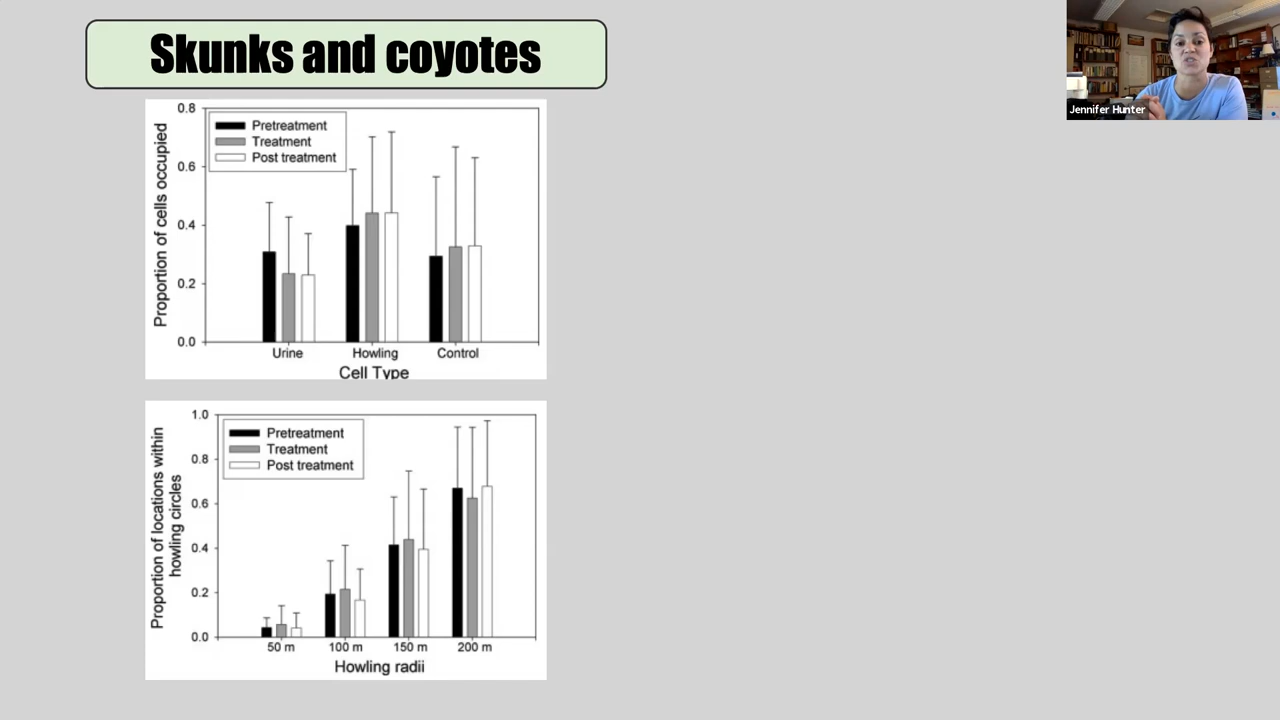 Skunks and coyotes
Jennifer Hunter
Proportion of cells occupied
0.8
0.6
0.4
0.2
0.0
Pretreatment
Treatment
Post treatment
Urine
Howling
Control
Cell Type
Proportion of locations within
howling circles
1.0
0.8
0.6
0.4
0.2
0.0
Pretreatment
Treatment
Post treatment
50 m
100 m
150 m
200 m
Howling radii